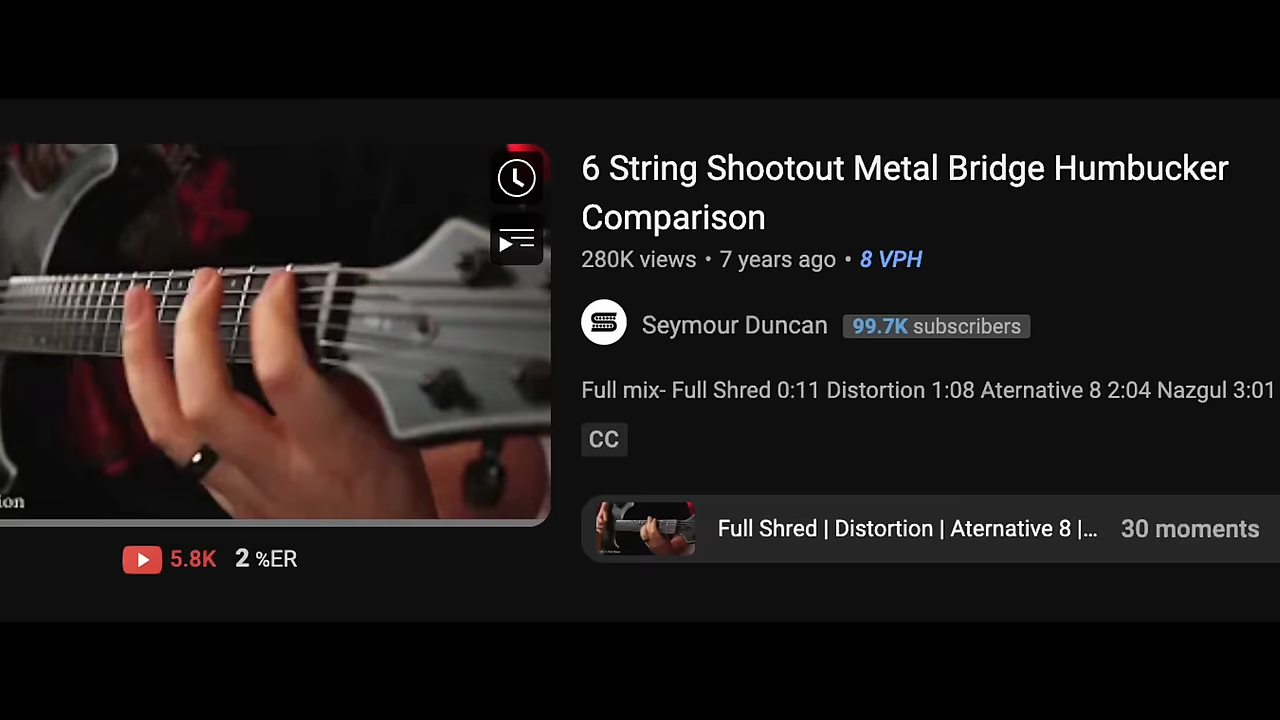 6 String Shootout Metal Bridge Humbucker
Comparison
280K views • 7 years ago • 8 VPH
Seymour Duncan 99.7K subscribers
Full mix- Full Shred 0:11 Distortion 1:08 Aternative 8 2:04 Nazgul 3:01
CC
Full Shred | Distortion | Aternative 8 |... 30 moments
ion
5.8K 2 %ER